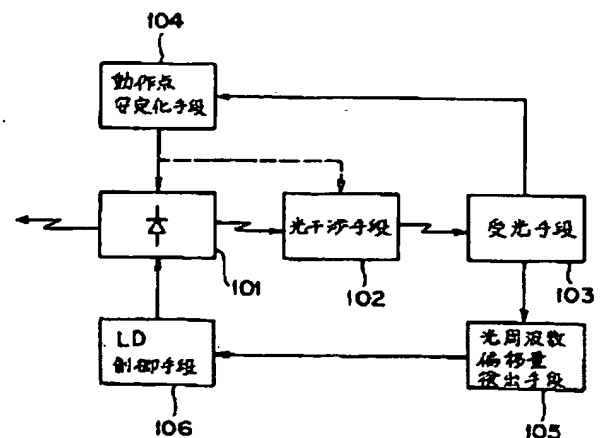 104
動作点
安定化手段
101
光干渉手段
102
受光手段
103
LD
制御手段
106
光周波数
偏移量
検出手段
105